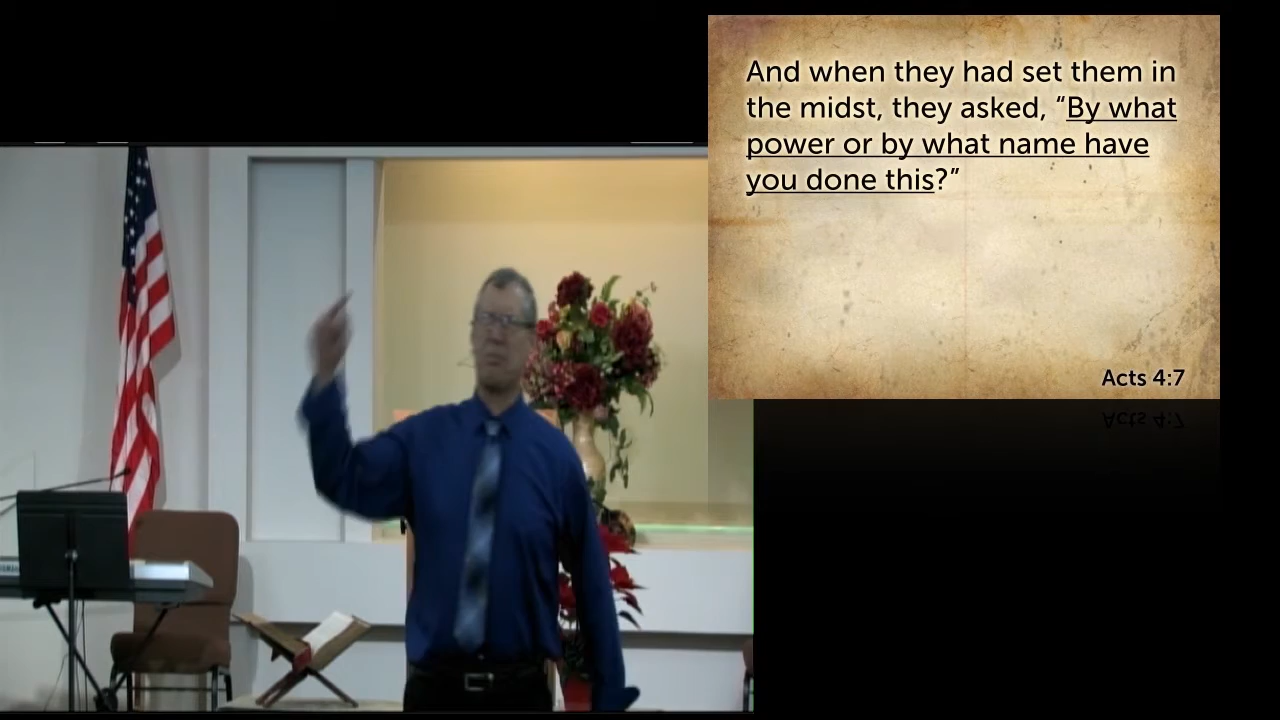 And when they had set them in
the midst, they asked, “By what
power or by what name have
you done this?”
Acts 4:7